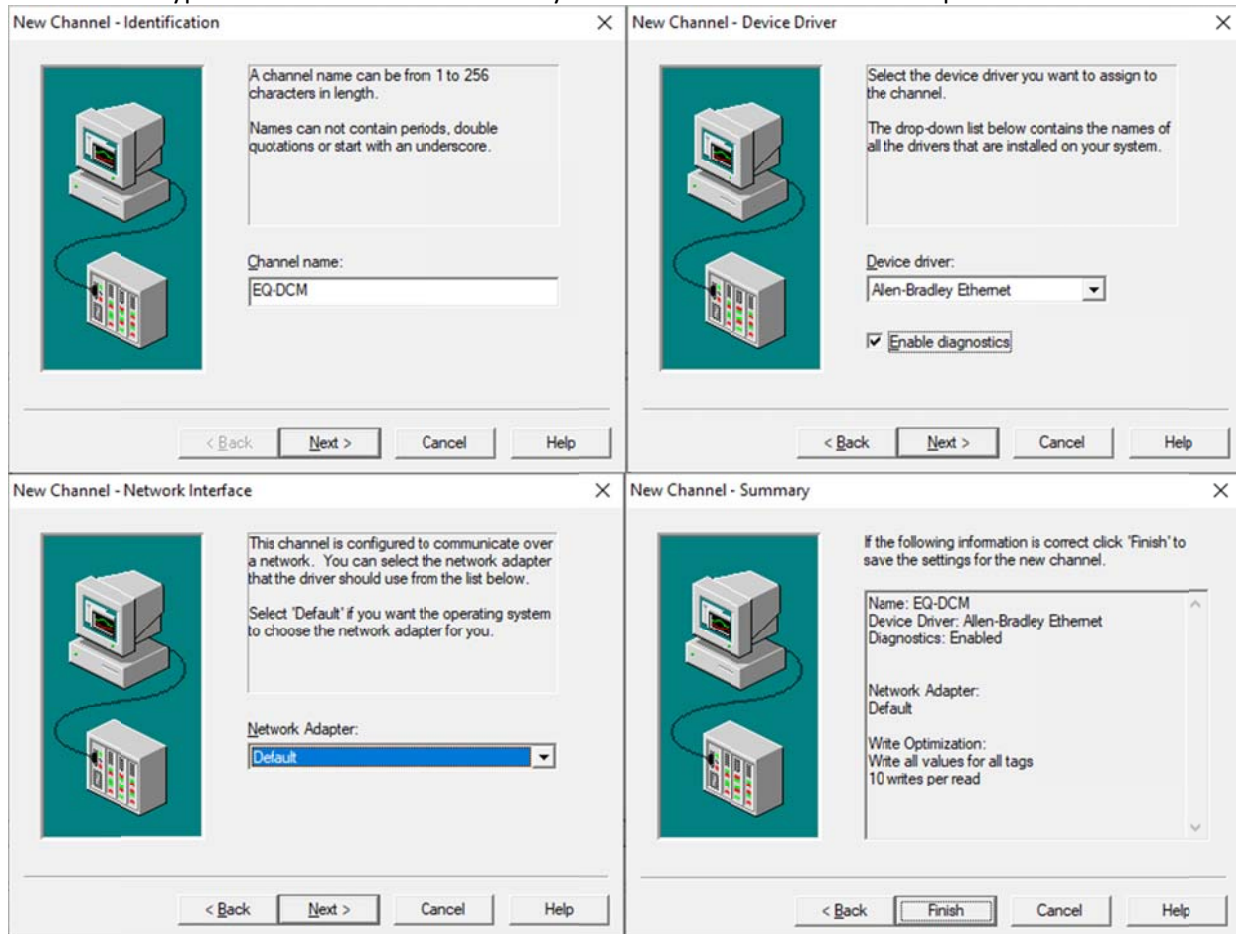 New Channel - Identification
A channel name can be from 1 to 256
characters in length.
Names can not contain periods, double
quotations or start with an underscore.
Channel name:
EQ-DCM
< Back Next > Cancel Help
New Channel - Device Driver
Select the device driver you want to assign to
the channel.
The drop-down list below contains the names of
all the drivers that are installed on your system.
Device driver:
Allen-Bradley Ethernet
Enable diagnostics
< Back Next > Cancel Help
New Channel - Network Interface
This channel is configured to communicate over
a network. You can select the network adapter
that the driver should use from the list below.
Select 'Default' if you want the operating system
to choose the network adapter for you.
Network Adapter:
Default
< Back Next > Cancel Help
New Channel - Summary
If the following information is correct click 'Finish' to
save the settings for the new channel.
Name: EQ-DCM
Device Driver: Allen-Bradley Ethernet
Diagnostics: Enabled
Network Adapter:
Default
Write Optimization:
Write all values for all tags
10 writes per read
< Back Finish Cancel Help